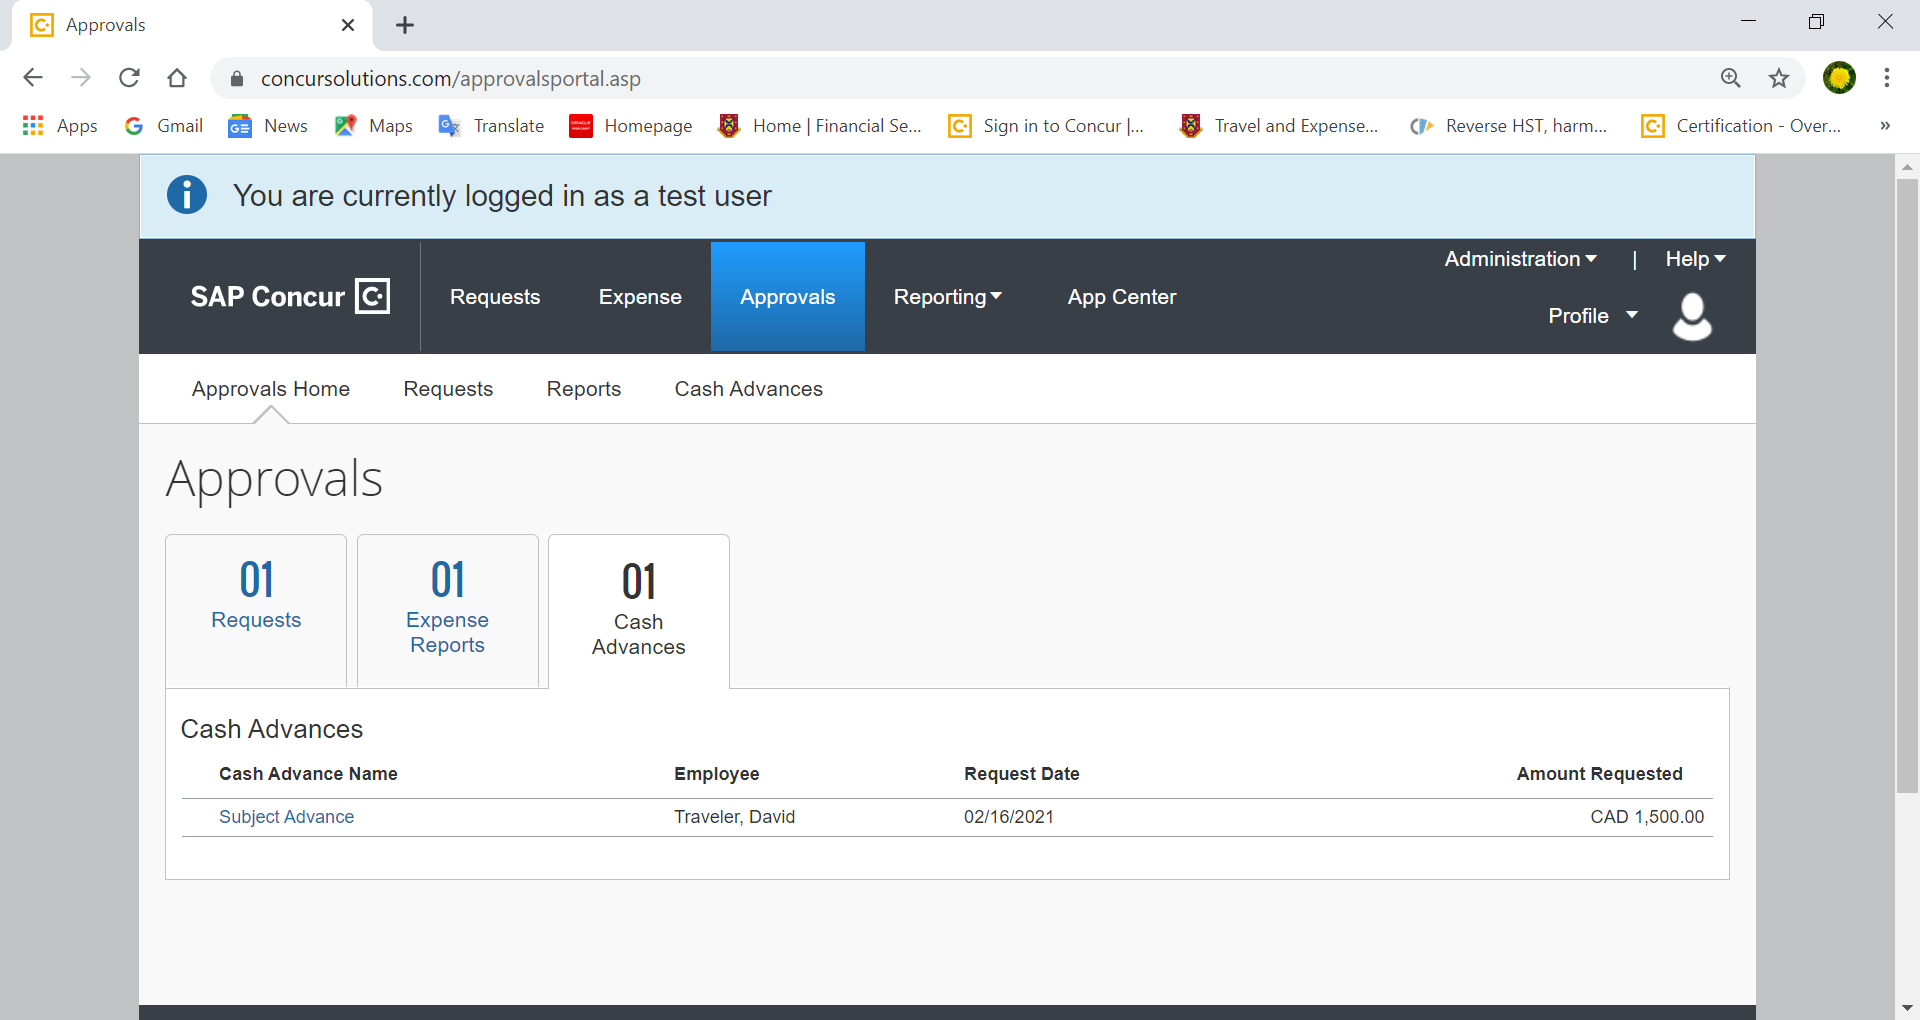 Approvals
concursolutions.com/approvalsportal.asp
Apps Gmail News Maps Translate Homepage Home | Financial Se... Sign in to Concur |... Travel and Expense... Reverse HST, harm... Certification - Over... »
You are currently logged in as a test user
Administration | Help
SAP Concur C. Requests Expense Approvals Reporting App Center
Profile
Approvals Home Requests Reports Cash Advances
Approvals
01 Requests
01 Expense Reports
01 Cash Advances
Cash Advances
Cash Advance Name Employee Request Date Amount Requested
Subject Advance Traveler, David 02/16/2021 CAD 1,500.00